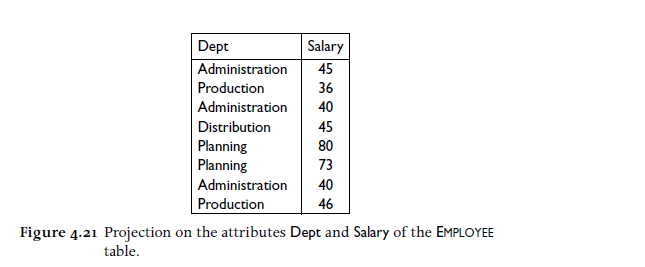 Dept Salary
Administration 45
Production 36
Administration 40
Distribution 45
Planning 80
Planning 73
Administration 40
Production 46
Figure 4.21 Projection on the attributes Dept and Salary of the EMPLOYEE
table.